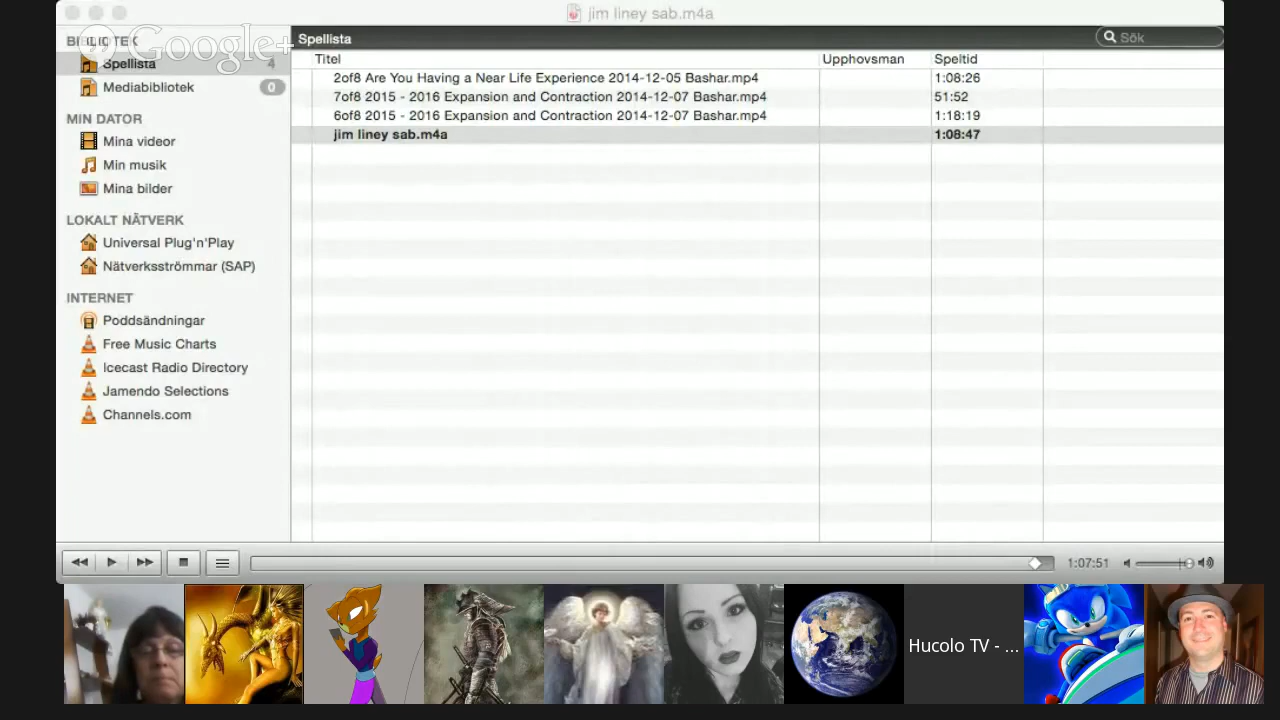 jim liney sab.m4a
Google+
BIBLIOTEK
Spellista 4
Mediabibliotek 0
MIN DATOR
Mina videor
Min musik
Mina bilder
LOKALT NÄTVERK
Universal Plug'n'Play
Nätverksströmmar (SAP)
INTERNET
Poddsändningar
Free Music Charts
Icecast Radio Directory
Jamendo Selections
Channels.com
Spellista
Sök
Titel Upphovsman Speltid
2of8 Are You Having a Near Life Experience 2014-12-05 Bashar.mp4 1:08:26
7of8 2015 - 2016 Expansion and Contraction 2014-12-07 Bashar.mp4 51:52
6of8 2015 - 2016 Expansion and Contraction 2014-12-07 Bashar.mp4 1:18:19
jim liney sab.m4a 1:08:47
1:07:51
Hucolo TV - ...